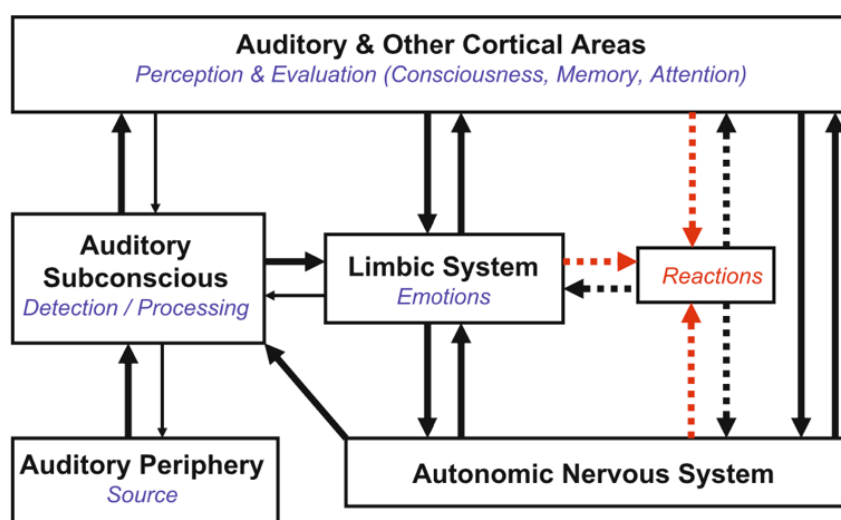 Auditory & Other Cortical Areas
Perception & Evaluation (Consciousness, Memory, Attention)
Auditory
Subconscious
Detection / Processing
Limbic System
Emotions
Reactions
Auditory Periphery
Source
Autonomic Nervous System